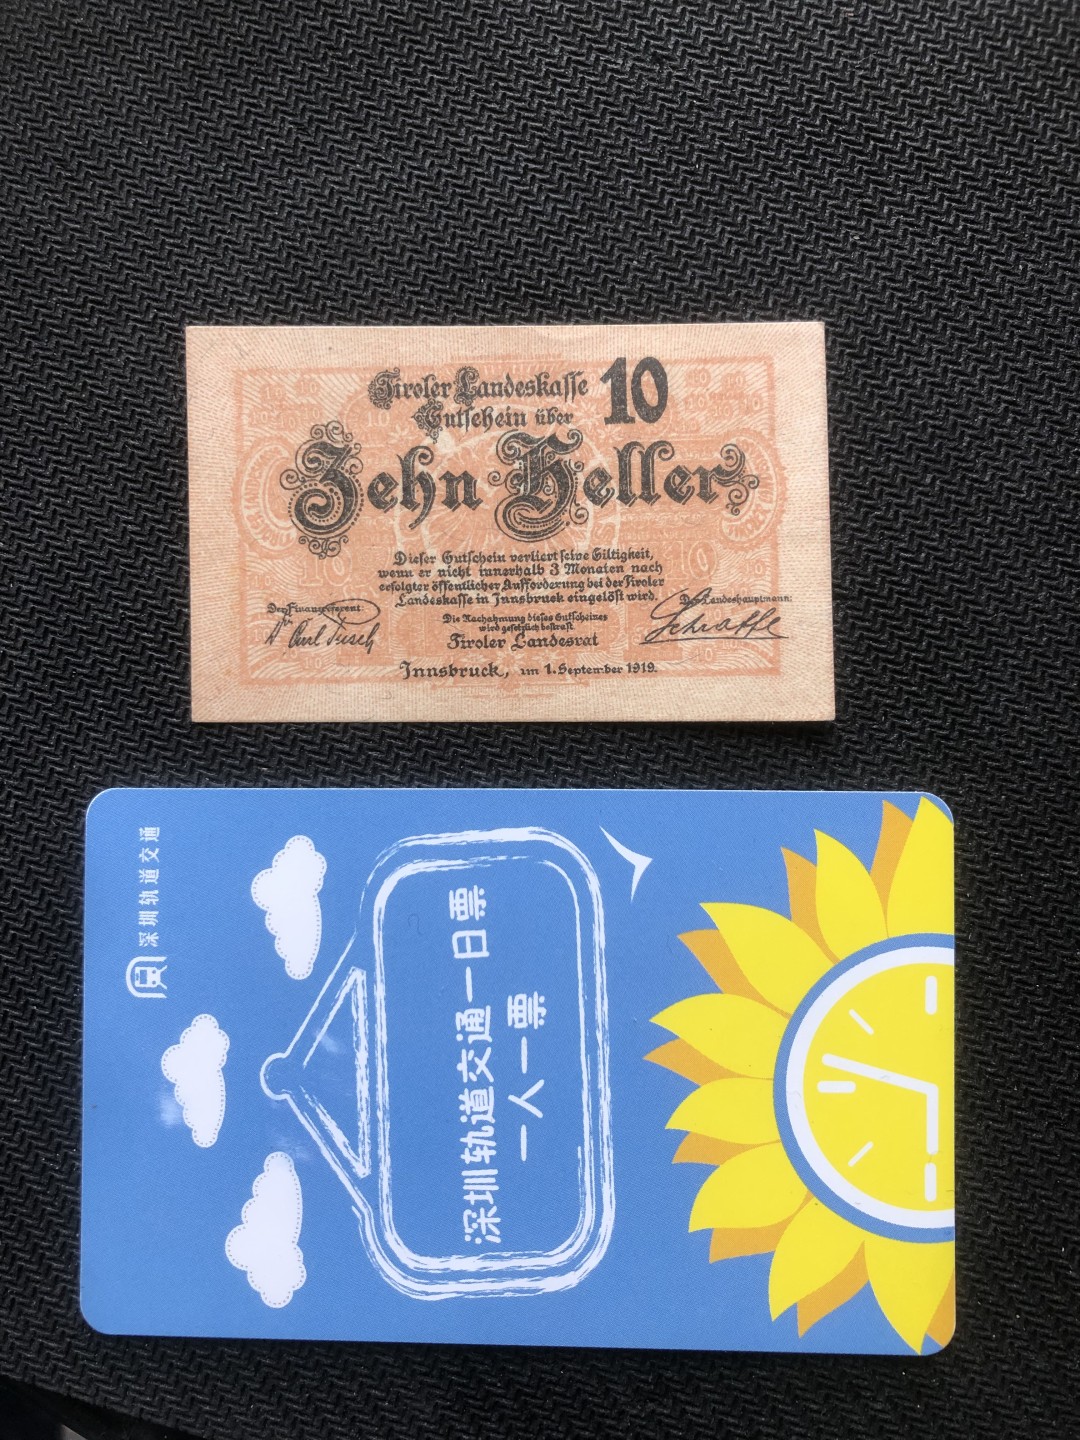 Tiroler Landeskasse 10
Gutschein über
Zehn Heller
Dieser Gutschein verliert seine Giltigkeit,
wenn er nicht innerhalb 3 Monaten nach
erfolgter öffentlicher Aufforderung bei der Tiroler
Landeskasse in Innsbruck eingelöst wird.
Der Finanzreferent
Der Landeshauptmann:
Die Nachahmung dieses Gutscheines
wird gesetzlich bestraft
Schraffl
Tiroler Landesrat
Innsbruck, am 1. September 1919.
深圳轨道交通
深圳轨道交通一日票
一人一票